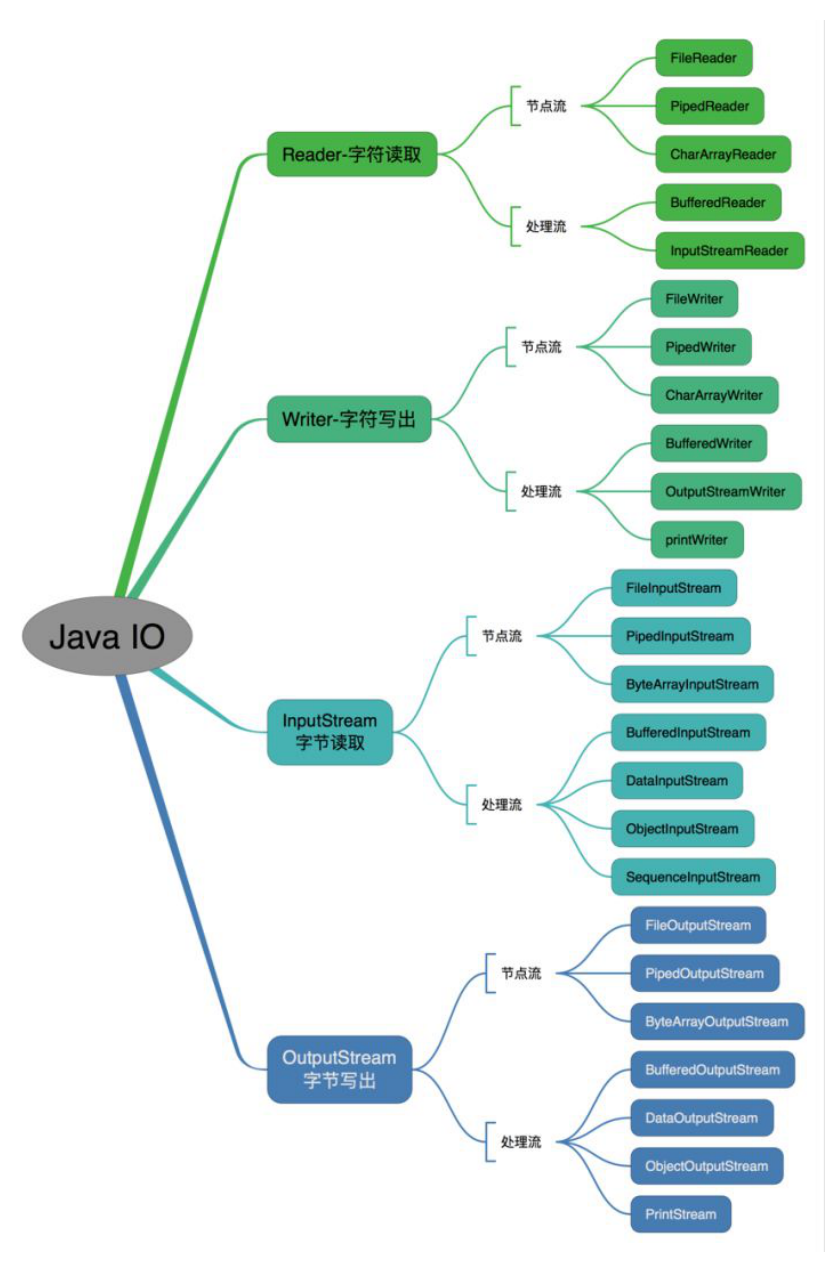 Java IO
Reader-字符读取
节点流
FileReader
PipedReader
CharArrayReader
处理流
BufferedReader
InputStreamReader
Writer-字符写出
节点流
FileWriter
PipedWriter
CharArrayWriter
处理流
BufferedWriter
OutputStreamWriter
printWriter
InputStream
字节读取
节点流
FileInputStream
PipedInputStream
ByteArrayInputStream
处理流
BufferedInputStream
DataInputStream
ObjectInputStream
SequenceInputStream
OutputStream
字节写出
节点流
FileOutputStream
PipedOutputStream
ByteArrayOutputStream
处理流
BufferedOutputStream
DataOutputStream
ObjectOutputStream
PrintStream